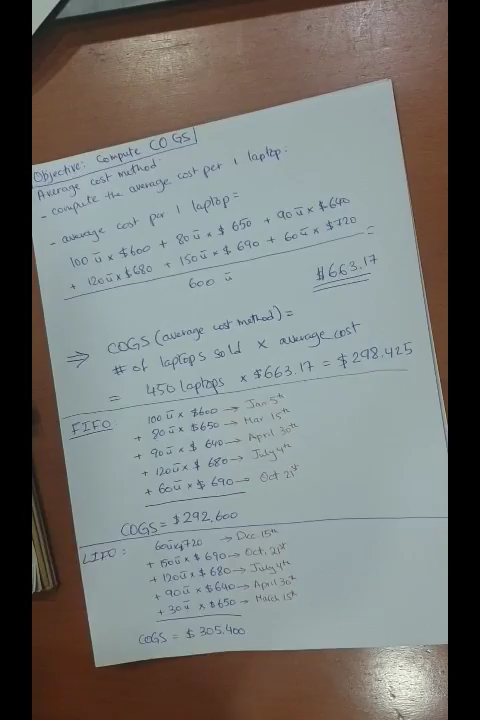 Objective: Compute COGS
Average cost method:
- compute the average cost per 1 laptop:
- average cost per 1 laptop =
100 ū x $600 + 80 ū x $ 650 + 90 ū x $640
+ 120 ū x $680 + 150 ū x $ 690 + 60 ū x $720 =
600 ū
$663.17
⇒ COGS (average cost method) =
# of laptops sold x average cost
= 450 laptops x $663.17 = $298,425
FIFO
100 ū x $600 → Jan 5th
+ 80 ū x $650 → Mar 15th
+ 90 ū x $ 640 → April 30th
+ 120 ū x $ 680 → July 4th
+ 60 ū x $ 690 → Oct 21st
COGS = $292,600
LIFO:
60 ū x $720 → Dec 15th
+ 150 ū x $ 690 → Oct, 21st
+ 120 ū x $680 → July 4th
+ 90 ū x $640 → April 30th
+ 30 ū x $650 → March 15th
COGS = $ 305,400